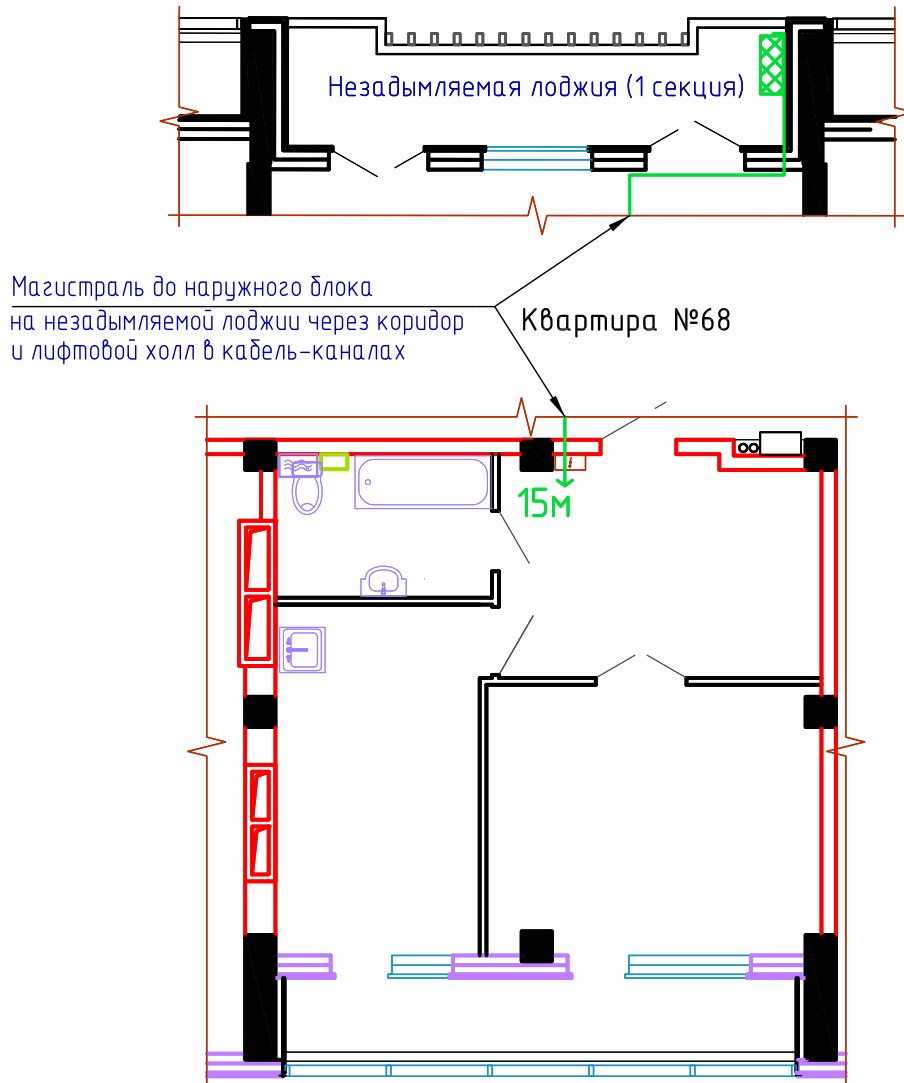 Незадымляемая лоджия (1 секция)
Магистраль до наружного блока
на незадымляемой лоджии через коридор
и лифтовой холл в кабель-каналах
Квартира №68
15м